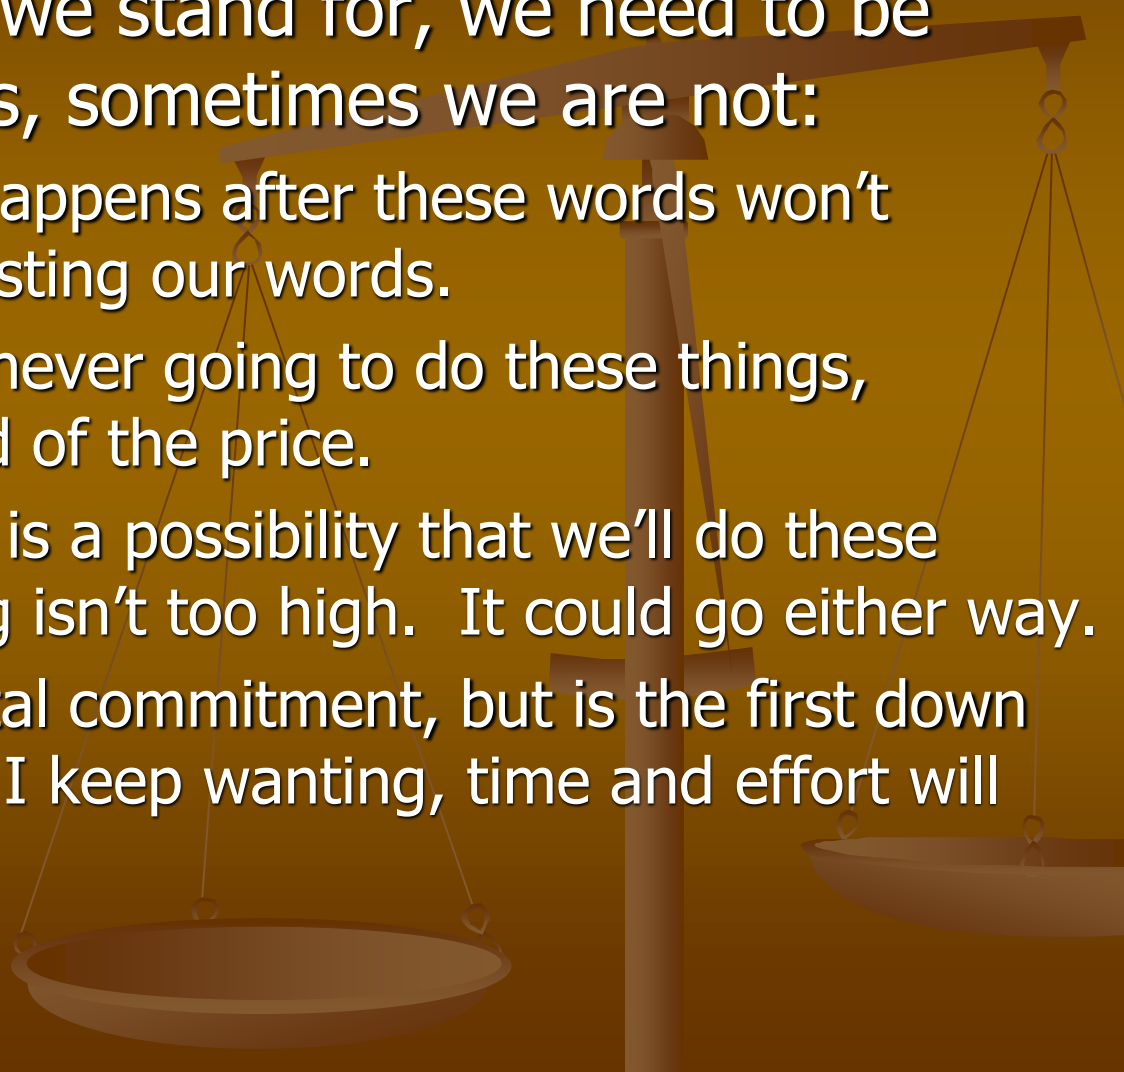 we stand for, we need to be
s, sometimes we are not:
appens after these words won’t
sting our words.
never going to do these things,
d of the price.
is a possibility that we’ll do these
g isn’t too high.  It could go either way.
tal commitment, but is the first down
I keep wanting, time and effort will